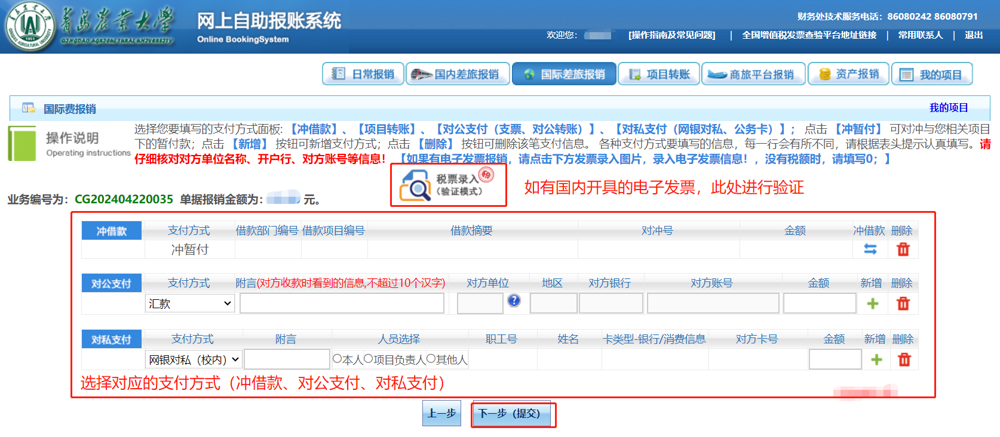 青岛农业大学
QINGDAO AGRICULTURAL UNIVERSITY
网上自助报账系统
Online BookingSystem
财务处技术服务电话：86080242 86080791
欢迎您： [操作指南及常见问题] | 全国增值税发票查验平台地址链接 | 常用联系人 | 退出
日常报销 国内差旅报销 国际差旅报销 项目转账 商旅平台报销 资产报销 我的项目
国际费报销 我的项目
操作说明
Operating instructions
选择您要填写的支付方式面板:【冲借款】、【项目转账】、【对公支付（支票、对公转账）】、【对私支付（网银对私、公务卡）】；点击 【冲暂付】 可对冲与您相关项目
下的暂付款；点击 【新增】 按钮可新增支付方式；点击 【删除】 按钮可删除该笔支付信息。 各种支付方式要填写的信息，每一行会有所不同，请根据表头提示认真填写。请
仔细核对对方单位名称、开户行、对方账号等信息！ 【如果有电子发票报销，请点击下方发票录入图片，录入电子发票信息！，没有税额时，请填写0；】
税票录入
（验证模式）
如有国内开具的电子发票，此处进行验证
业务编号为：CG202404220035 单据报销金额为： 元。
冲借款 支付方式 借款部门编号 借款项目编号 借款摘要 对冲号 金额 冲借款 删除
冲暂付
对公支付 支付方式 附言(对方收款时看到的信息,不超过10个汉字) 对方单位 地区 对方银行 对方账号 金额 新增 删除
汇款
对私支付 支付方式 附言 人员选择 职工号 姓名 卡类型-银行/消费信息 对方卡号 金额 新增 删除
网银对私（校内） 本人 项目负责人 其他人
选择对应的支付方式（冲借款、对公支付、对私支付）
上一步 下一步（提交）